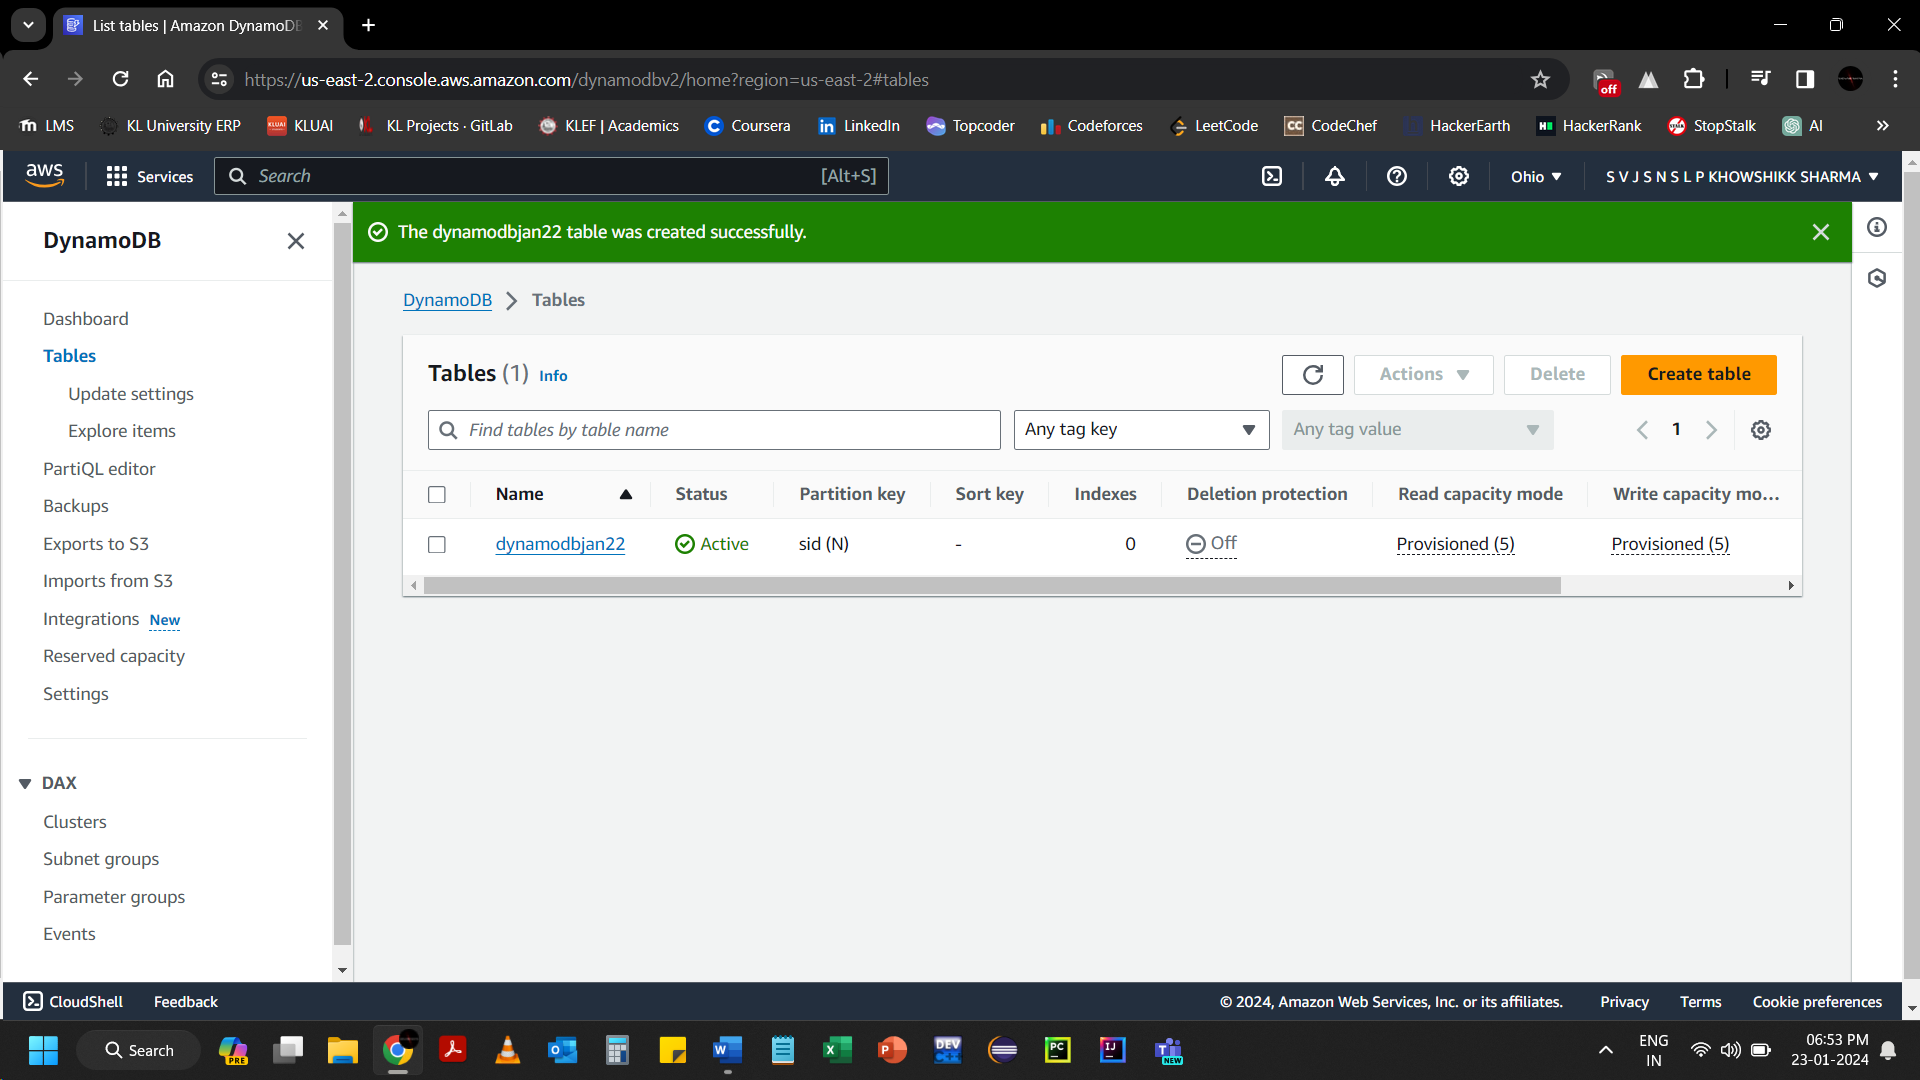 List tables | Amazon DynamoDB
https://us-east-2.console.aws.amazon.com/dynamodbv2/home?region=us-east-2#tables
off
LMS KL University ERP KLUAI KL Projects · GitLab KLEF | Academics Coursera LinkedIn Topcoder Codeforces LeetCode CodeChef HackerEarth HackerRank StopStalk AI
aws Services Search [Alt+S] Ohio S V J S N S L P KHOWSHIKK SHARMA
DynamoDB
The dynamodbjan22 table was created successfully.
DynamoDB > Tables
Dashboard
Tables
Update settings
Explore items
PartiQL editor
Backups
Exports to S3
Imports from S3
Integrations New
Reserved capacity
Settings
DAX
Clusters
Subnet groups
Parameter groups
Events
Tables (1) Info Actions Delete Create table
Find tables by table name Any tag key Any tag value 1
Name Status Partition key Sort key Indexes Deletion protection Read capacity mode Write capacity mo...
dynamodbjan22 Active sid (N) - 0 Off Provisioned (5) Provisioned (5)
CloudShell Feedback © 2024, Amazon Web Services, Inc. or its affiliates. Privacy Terms Cookie preferences
Search
PRE
DEV
C++
PC
IJ
NEW
ENG
IN
06:53 PM
23-01-2024